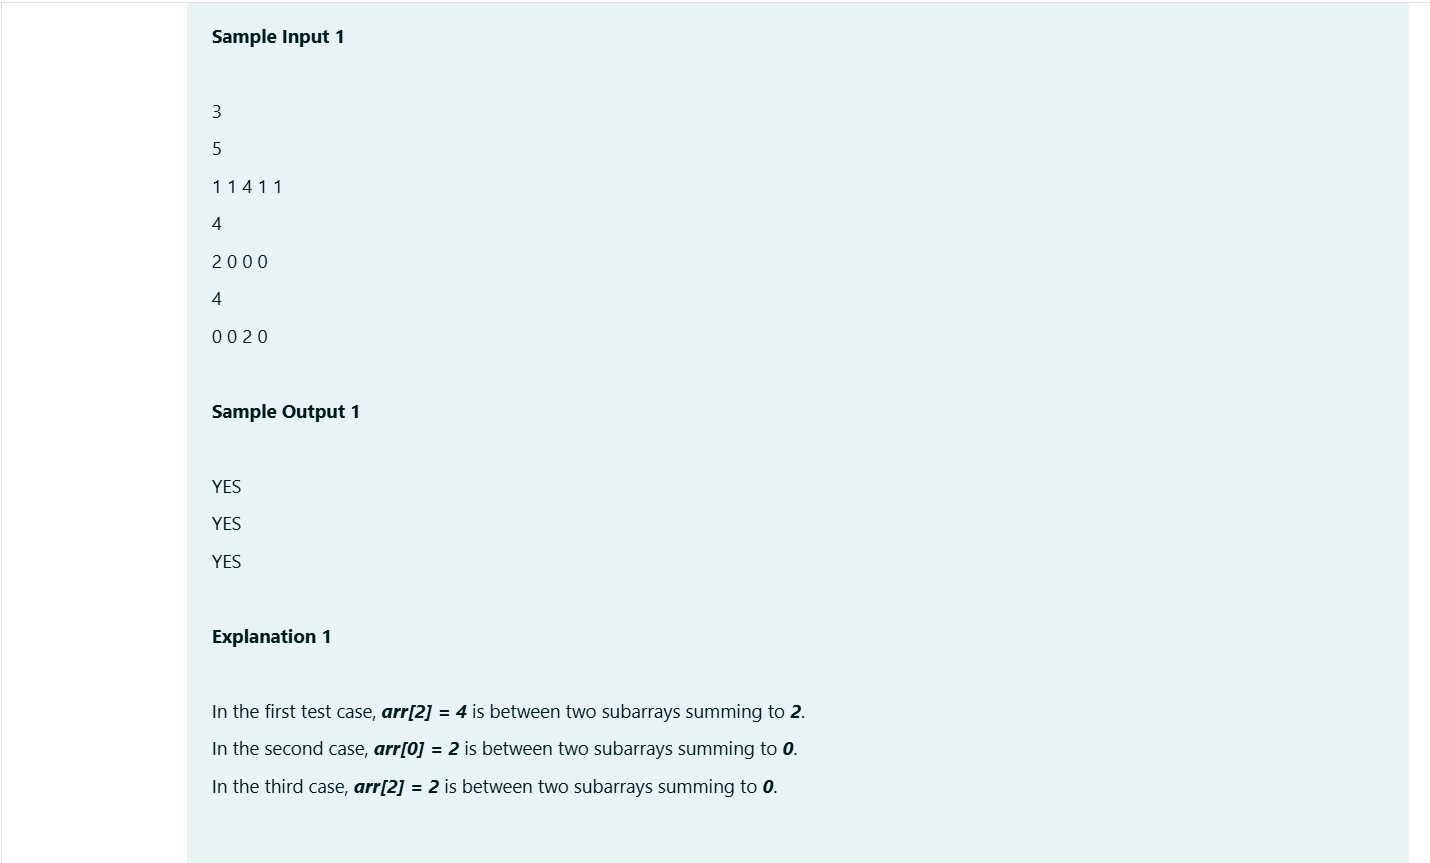 Sample Input 1
3
5
1 1 4 1 1
4
2 0 0 0
4
0 0 2 0
Sample Output 1
YES
YES
YES
Explanation 1
In the first test case, arr[2] = 4 is between two subarrays summing to 2.
In the second case, arr[0] = 2 is between two subarrays summing to 0.
In the third case, arr[2] = 2 is between two subarrays summing to 0.